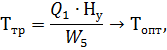 Tтр = Q₁ · Hу / W₅ → Tопт,